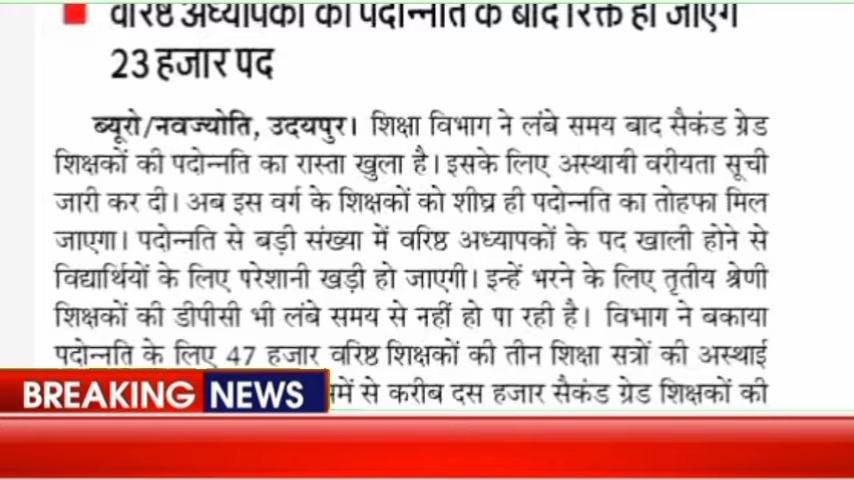 वरिष्ठ अध्यापकों की पदोन्नति के बाद रिक्त हो जाएंगे
23 हजार पद
ब्यूरो/नवज्योति, उदयपुर। शिक्षा विभाग ने लंबे समय बाद सैकंड ग्रेड
शिक्षकों की पदोन्नति का रास्ता खुला है। इसके लिए अस्थायी वरीयता सूची
जारी कर दी। अब इस वर्ग के शिक्षकों को शीघ्र ही पदोन्नति का तोहफा मिल
जाएगा। पदोन्नति से बड़ी संख्या में वरिष्ठ अध्यापकों के पद खाली होने से
विद्यार्थियों के लिए परेशानी खड़ी हो जाएगी। इन्हें भरने के लिए तृतीय श्रेणी
शिक्षकों की डीपीसी भी लंबे समय से नहीं हो पा रही है। विभाग ने बकाया
पदोन्नति के लिए 47 हजार वरिष्ठ शिक्षकों की तीन शिक्षा सत्रों की अस्थाई
से करीब दस हजार सैकंड ग्रेड शिक्षकों की
BREAKING NEWS